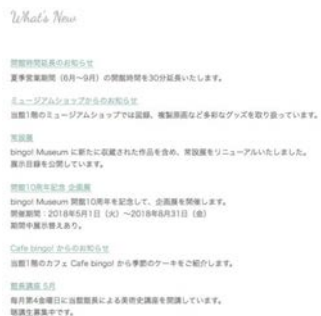 What's New
開館時間延長のお知らせ
夏季営業期間（6月～9月）の開館時間を30分延長いたします。
ミュージアムショップからのお知らせ
当館1階のミュージアムショップでは図録、複製原画など多彩なグッズを取り扱っています。
常設展
bingo! Museum に新たに収蔵された作品を含め、常設展をリニューアルいたしました。
展示目録を公開しています。
開館10周年記念 企画展
bingo! Museum 開館10周年を記念して、企画展を開催します。
開催期間：2018年5月1日（火）～2018年8月31日（金）
期間中展示替えあり。
Cafe bingo! からのお知らせ
当館1階のカフェ Cafe bingo! から季節のケーキをご紹介します。
館長講座 5月
毎月第4金曜日に当館館長による美術史講座を開講しています。
聴講生募集中です。